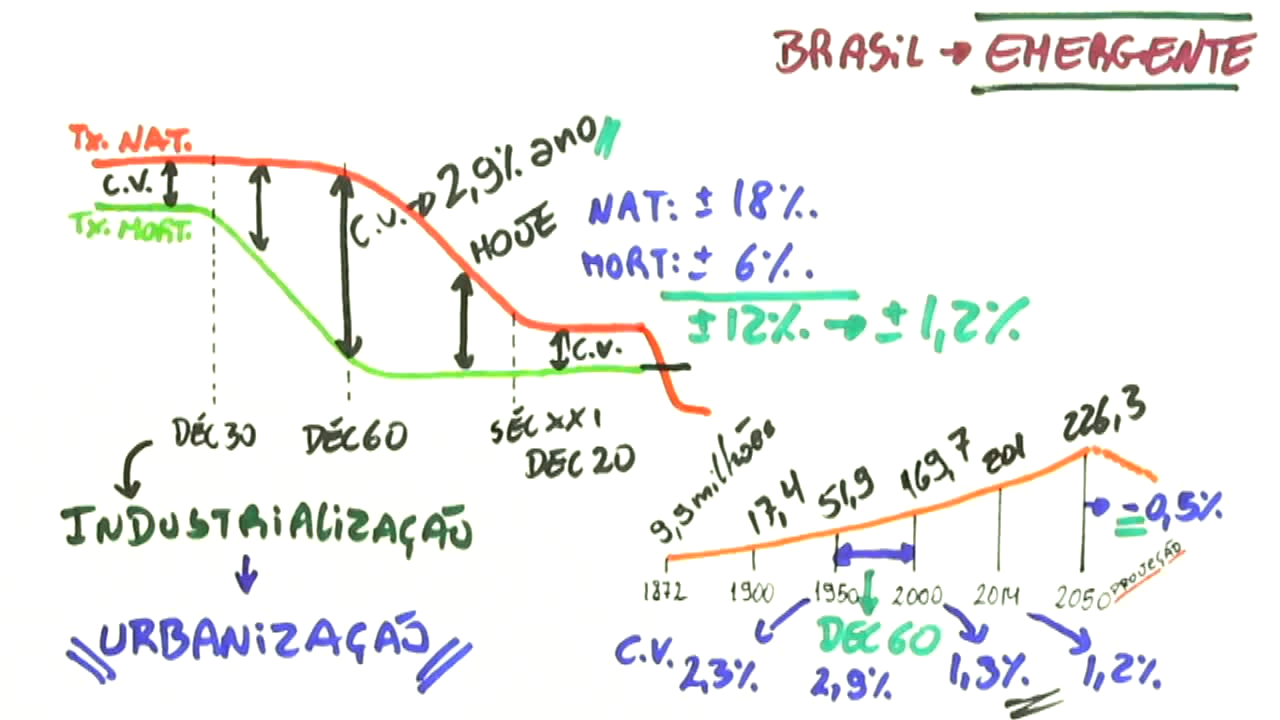 BRASIL → EMERGENTE
TX. NAT.
C.V.
TX. MORT.
C.V. → 2,9% ano
HOJE
NAT: ± 18‰.
MORT: ± 6‰.
±12‰. → ±1,2%
C.V.
DÉC 30
DÉC 60
SÉC XXI
DEC 20
INDUSTRIALIZAÇÃO
URBANIZAÇÃO
9,9 milhões
17,4
51,9
169,7
201
226,3
-0,5%
1872
1900
1950
2000
2014
2050
PROJEÇÃO
DÉC 60
C.V. 2,3%
2,9%
1,3%
1,2%